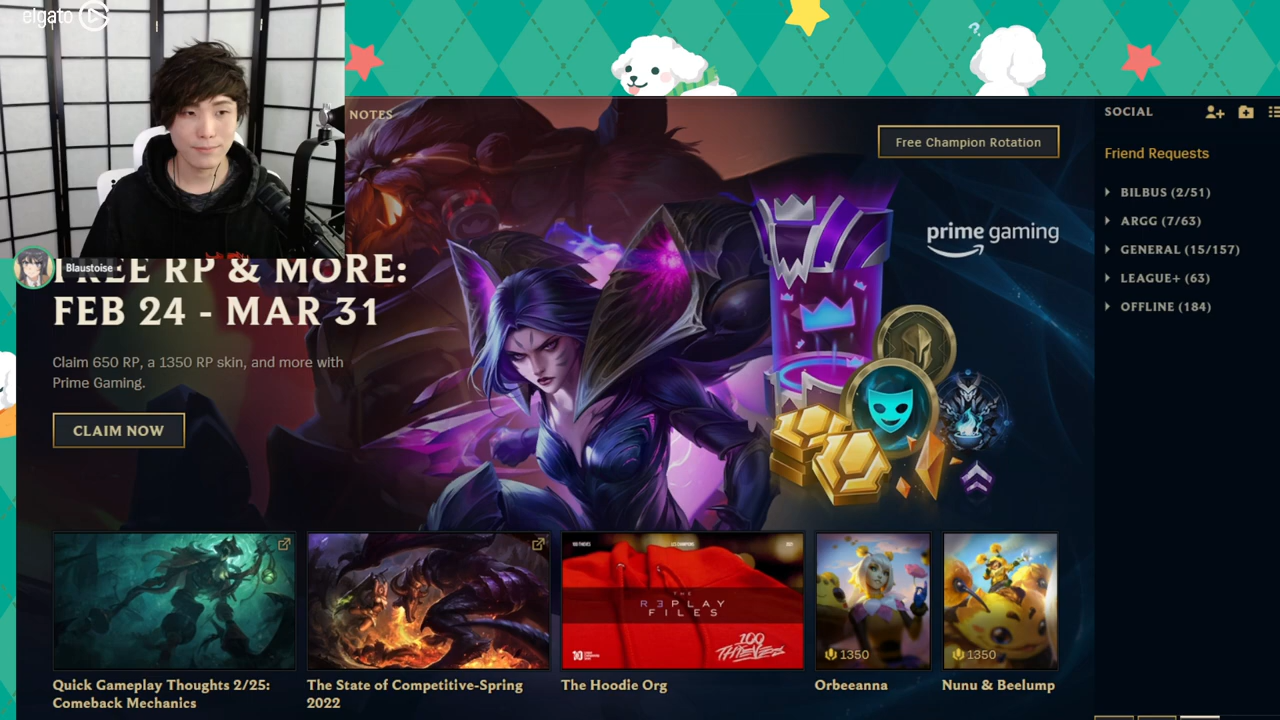 elgato
NOTES
Free Champion Rotation
prime gaming
Blaustoise
FREE RP & MORE:
FEB 24 - MAR 31
Claim 650 RP, a 1350 RP skin, and more with
Prime Gaming.
CLAIM NOW
THE
R3PLAY
FILES
100
THIEVES
1350
1350
Quick Gameplay Thoughts 2/25:
Comeback Mechanics
The State of Competitive-Spring
2022
The Hoodie Org
Orbeeanna
Nunu & Beelump
SOCIAL
Friend Requests
BILBUS (2/51)
ARGG (7/63)
GENERAL (15/157)
LEAGUE+ (63)
OFFLINE (184)
?